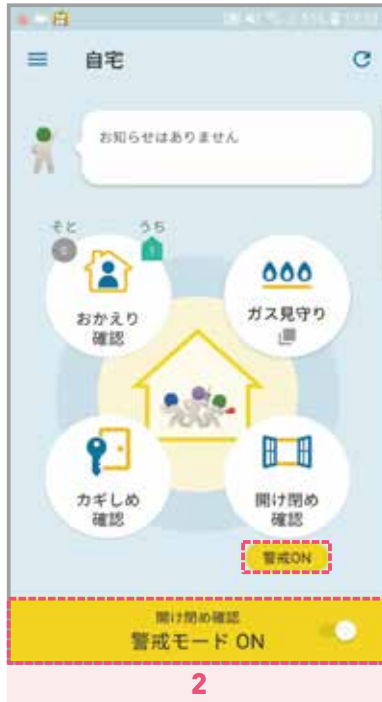 自宅
お知らせはありません
そと
うち
おかえり
確認
ガス見守り
カギしめ
確認
開け閉め
確認
警戒ON
開け閉め確認
警戒モード ON
2